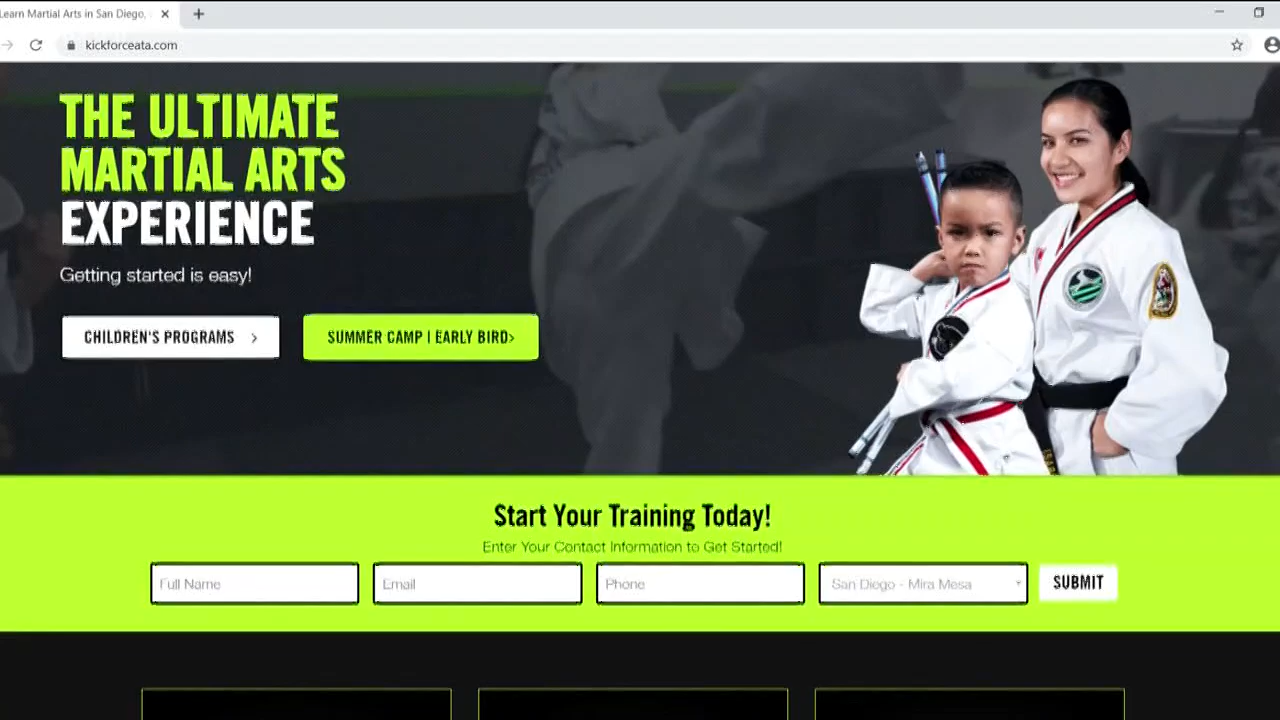 Learn Martial Arts in San Diego,
kickforceata.com
THE ULTIMATE
MARTIAL ARTS
EXPERIENCE
Getting started is easy!
CHILDREN'S PROGRAMS >
SUMMER CAMP | EARLY BIRD>
Start Your Training Today!
Enter Your Contact Information to Get Started!
Full Name
Email
Phone
San Diego - Mira Mesa
SUBMIT